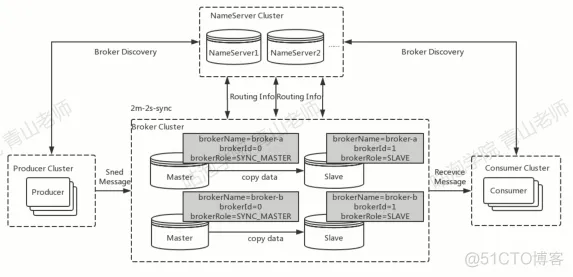 NameServer Cluster
NameServer1
NameServer2
......
Broker Discovery
Broker Discovery
Routing Info
Routing Info
2m-2s-sync
Broker Cluster
brokerName=broker-a
brokerId=0
brokerRole=SYNC_MASTER
brokerName=broker-a
brokerId=1
brokerRole=SLAVE
Master
copy data
Slave
brokerName=broker-b
brokerId=0
brokerRole=SYNC_MASTER
brokerName=broker-b
brokerId=1
brokerRole=SLAVE
Master
copy data
Slave
Producer Cluster
Producer
Sned
Message
Recevice
Message
Consumer Cluster
Consumer
青山老师
青山老师
@51CTO博客